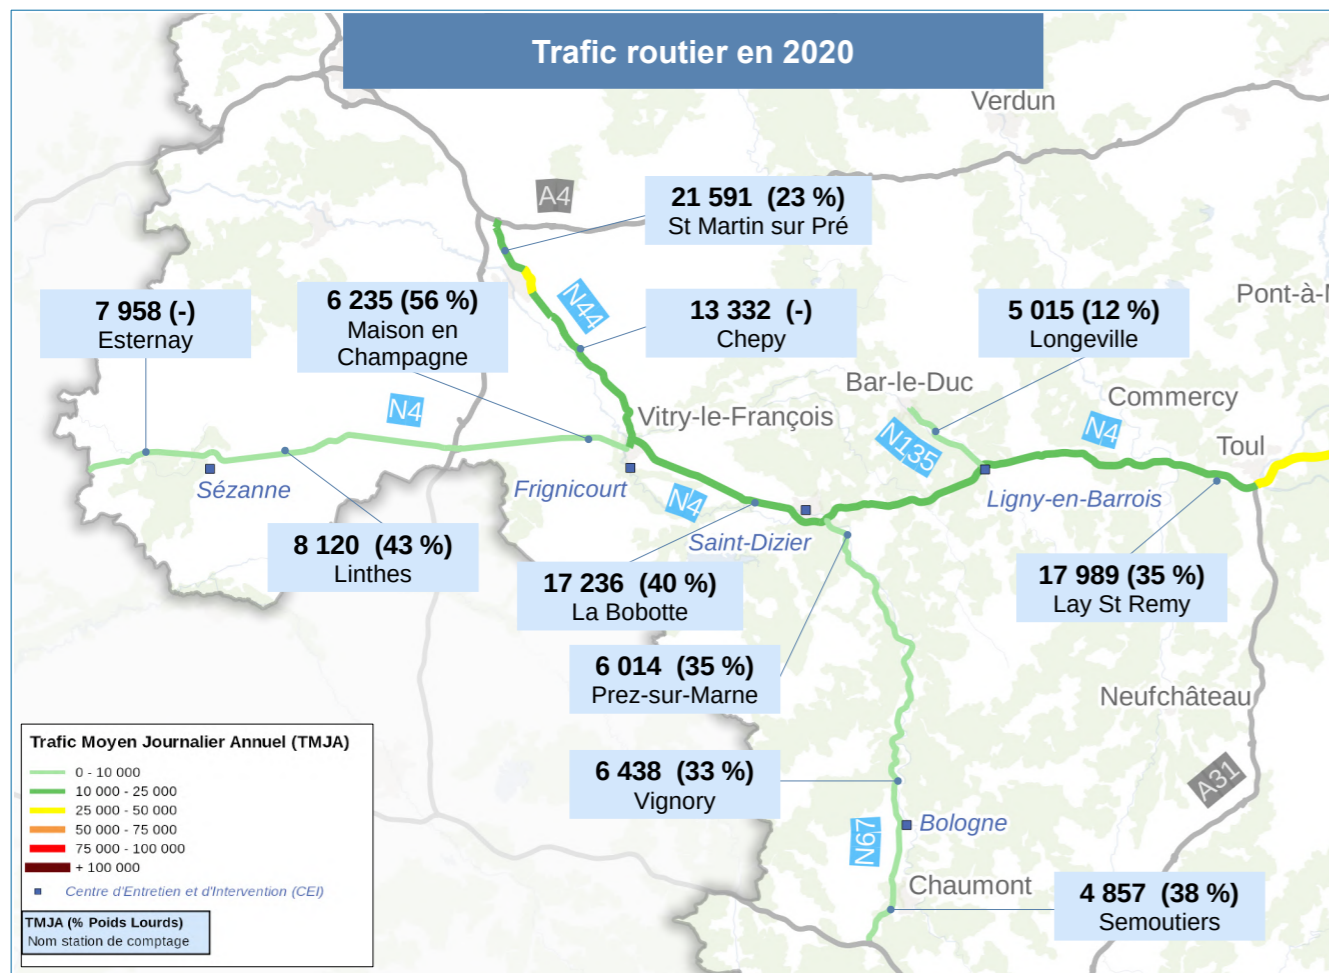 Trafic routier en 2020
Verdun
A4
21 591 (23 %)
St Martin sur Pré
N44
7 958 (-)
Esternay
6 235 (56 %)
Maison en
Champagne
13 332 (-)
Chepy
5 015 (12 %)
Longeville
Pont-à-M
Bar-le-Duc
Commercy
N4
Vitry-le-François
N135
N4
Toul
Sézanne
Frignicourt
N4
Ligny-en-Barrois
Saint-Dizier
8 120 (43 %)
Linthes
17 236 (40 %)
La Bobotte
17 989 (35 %)
Lay St Remy
6 014 (35 %)
Prez-sur-Marne
Neufchâteau
A31
6 438 (33 %)
Vignory
Bologne
N67
Chaumont
4 857 (38 %)
Semoutiers
Trafic Moyen Journalier Annuel (TMJA)
0 - 10 000
10 000 - 25 000
25 000 - 50 000
50 000 - 75 000
75 000 - 100 000
+ 100 000
Centre d'Entretien et d'Intervention (CEI)
TMJA (% Poids Lourds)
Nom station de comptage